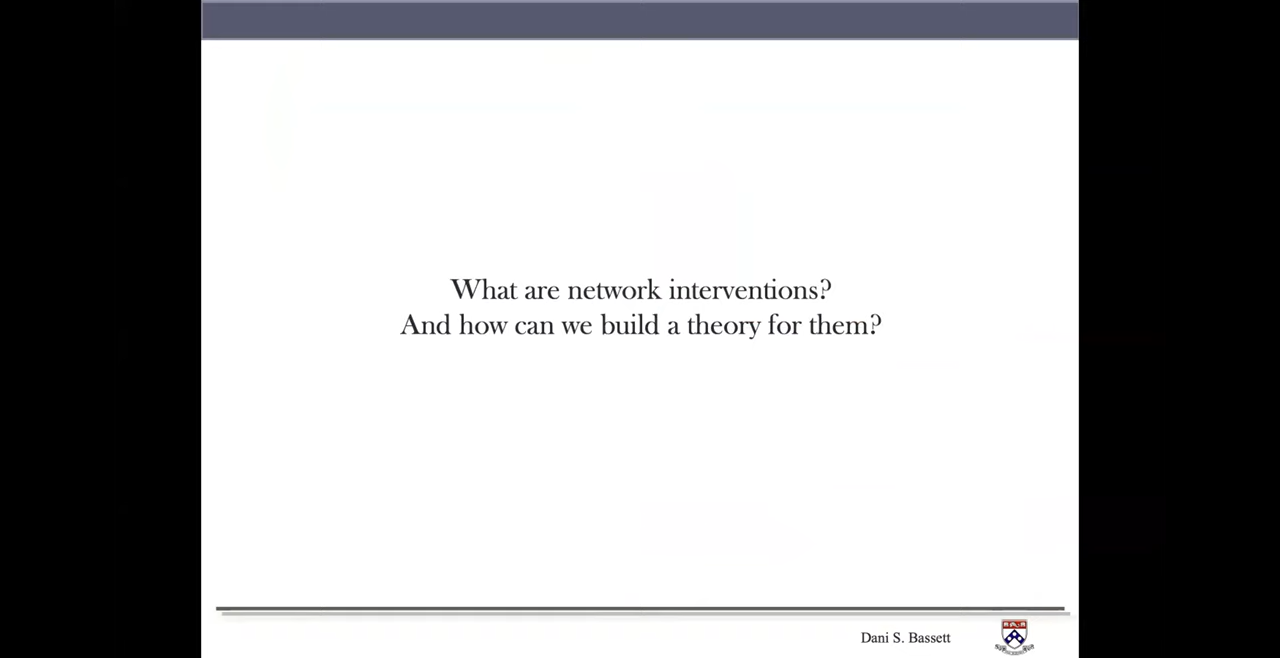 What are network interventions?
And how can we build a theory for them?
Dani S. Bassett